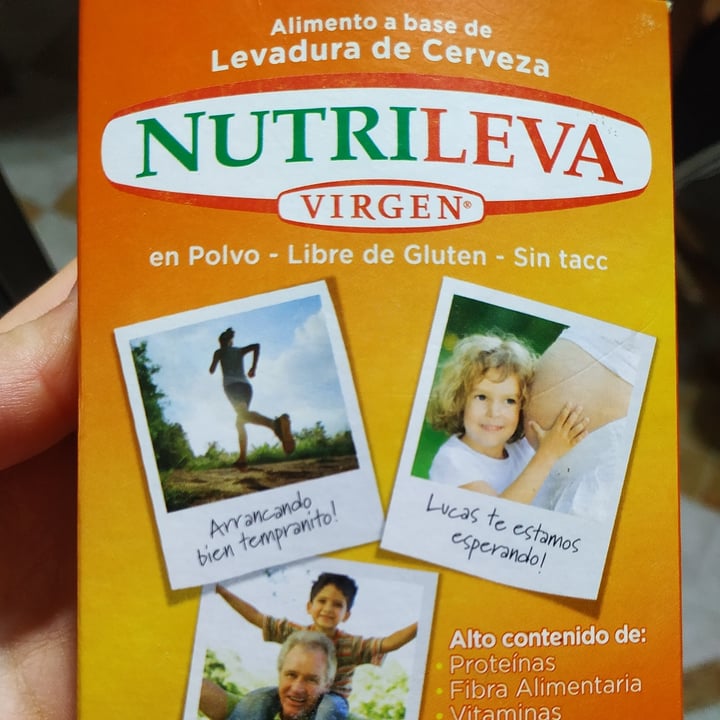 Alimento a base de
Levadura de Cerveza
NUTRILEVA
VIRGEN®
en Polvo - Libre de Gluten - Sin tacc
Arrancando
bien tempranito!
Lucas te estamos
esperando!
Alto contenido de:
• Proteínas
• Fibra Alimentaria
• Vitaminas